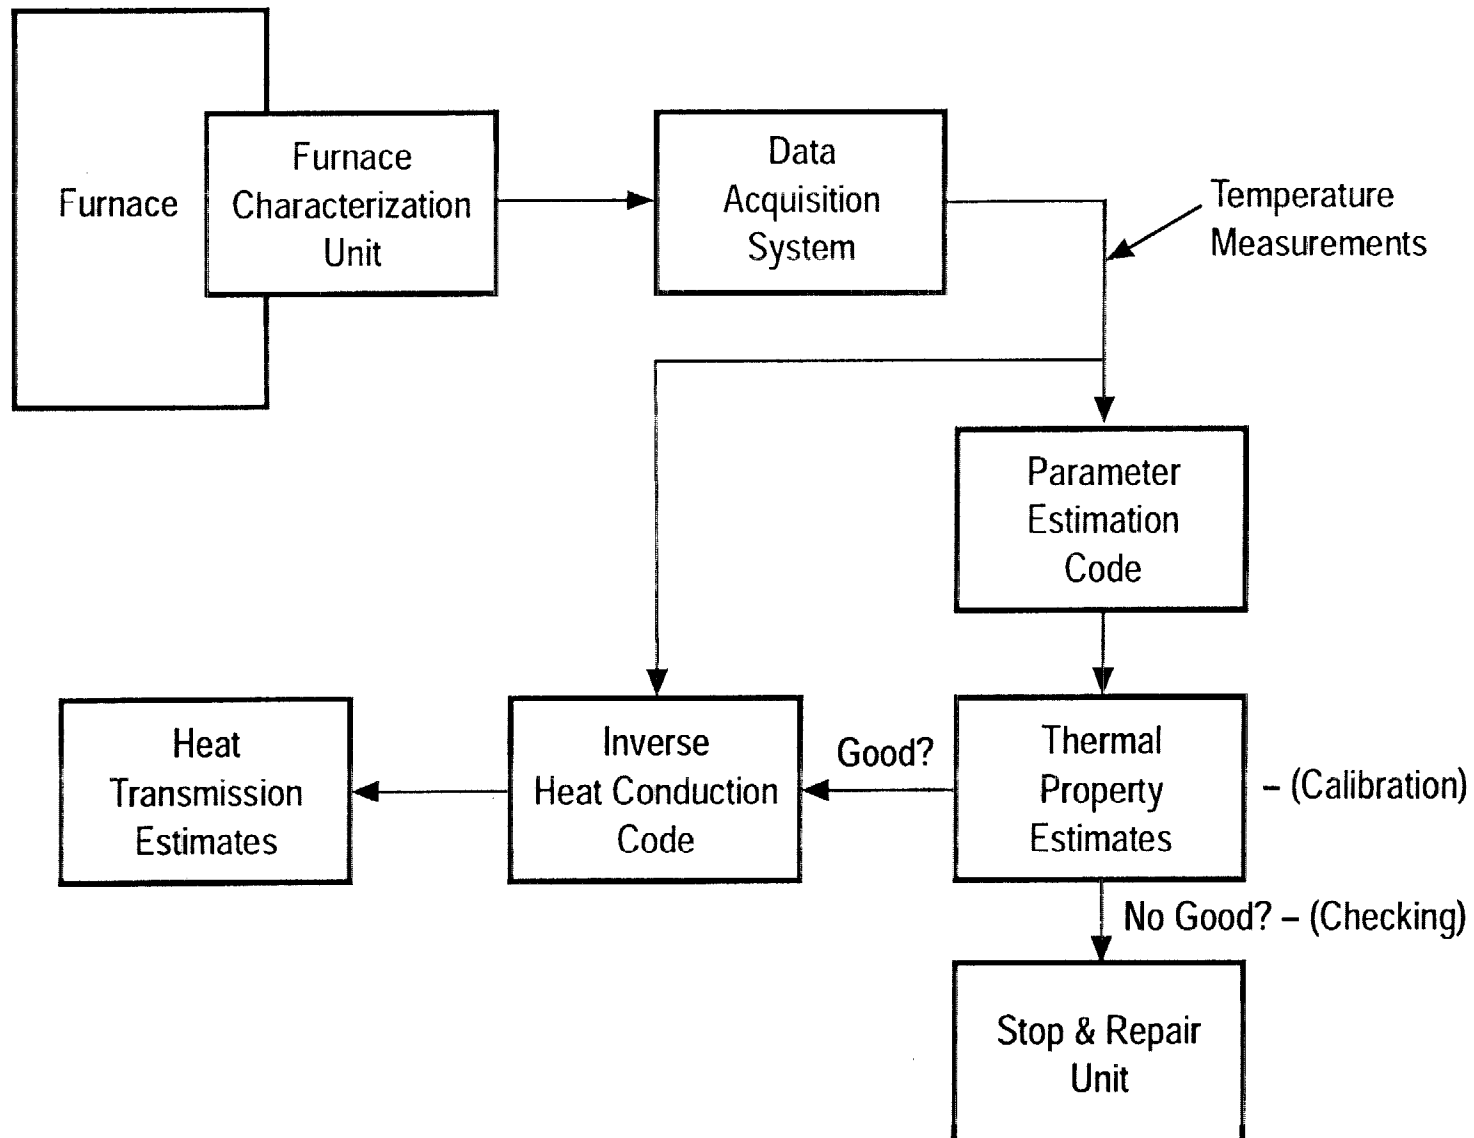 Furnace
Furnace
Characterization
Unit
Data
Acquisition
System
Temperature
Measurements
Parameter
Estimation
Code
Heat
Transmission
Estimates
Inverse
Heat Conduction
Code
Good?
Thermal
Property
Estimates
– (Calibration)
No Good? – (Checking)
Stop & Repair
Unit